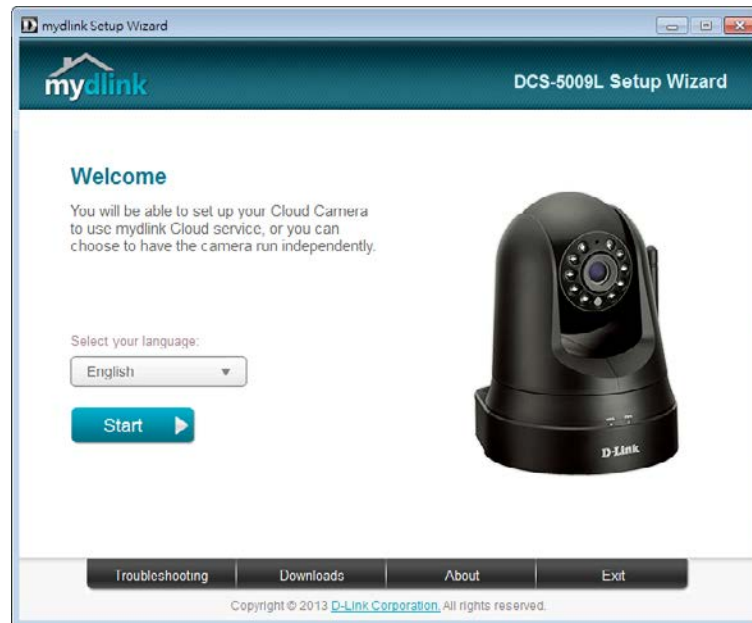 mydlink Setup Wizard
mydlink
DCS-5009L Setup Wizard
Welcome
You will be able to set up your Cloud Camera
to use mydlink Cloud service, or you can
choose to have the camera run independently.
Select your language:
English
Start
D-Link
Troubleshooting Downloads About Exit
Copyright © 2013 D-Link Corporation. All rights reserved.